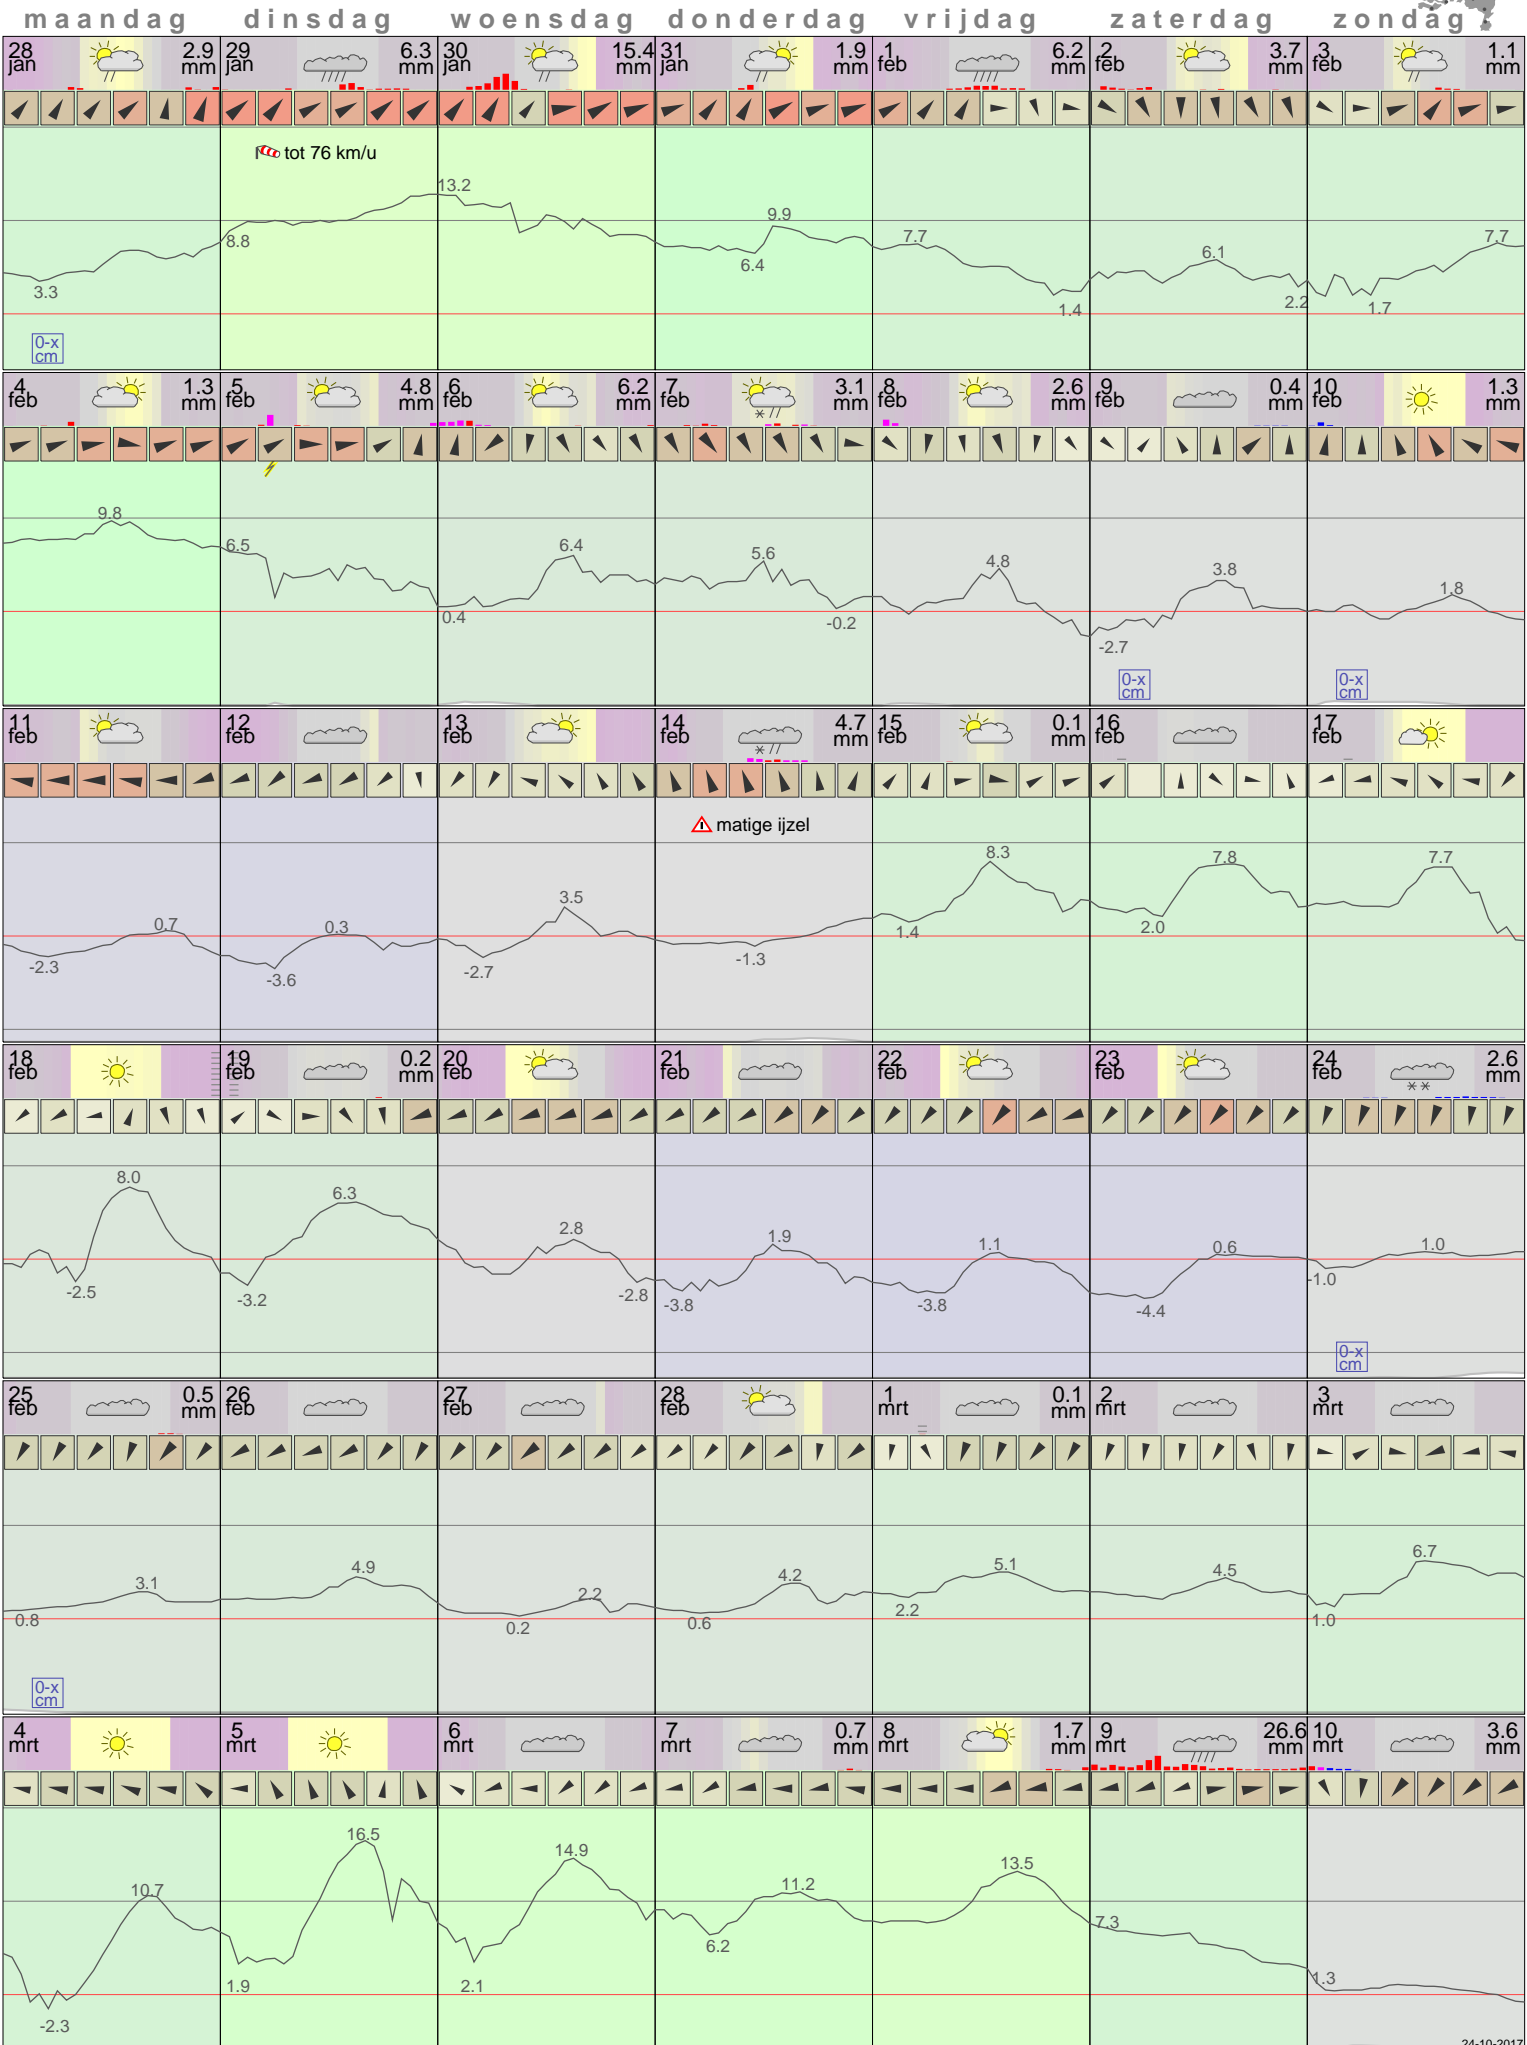 maandag dinsdag woensdag donderdag vrijdag zaterdag zondag
28 jan 2.9 mm
29 jan 6.3 mm
30 jan 15.4 mm
31 jan 1.9 mm
1 feb 6.2 mm
2 feb 3.7 mm
3 feb 1.1 mm
tot 76 km/u
3.3
8.8
13.2
6.4
9.9
7.7
1.4
6.1
2.2
1.7
7.7
0-x cm
4 feb 1.3 mm
5 feb 4.8 mm
6 feb 6.2 mm
7 feb 3.1 mm
8 feb 2.6 mm
9 feb 0.4 mm
10 feb 1.3 mm
9.8
6.5
0.4
6.4
5.6
-0.2
4.8
-2.7
3.8
1.8
0-x cm
0-x cm
11 feb
12 feb
13 feb
14 feb 4.7 mm
15 feb 0.1 mm
16 feb
17 feb
matige ijzel
-2.3
0.7
-3.6
0.3
-2.7
3.5
-1.3
1.4
8.3
2.0
7.8
7.7
18 feb
19 feb 0.2 mm
20 feb
21 feb
22 feb
23 feb
24 feb 2.6 mm
-2.5
8.0
-3.2
6.3
2.8
-2.8
-3.8
1.9
-3.8
1.1
-4.4
0.6
-1.0
1.0
0-x cm
25 feb 0.5 mm
26 feb
27 feb
28 feb
1 mrt 0.1 mm
2 mrt
3 mrt
0.8
3.1
4.9
0.2
2.2
0.6
4.2
2.2
5.1
4.5
1.0
6.7
0-x cm
4 mrt
5 mrt
6 mrt
7 mrt 0.7 mm
8 mrt 1.7 mm
9 mrt 26.6 mm
10 mrt 3.6 mm
-2.3
10.7
1.9
16.5
2.1
14.9
6.2
11.2
13.5
7.3
1.3
24-10-2017